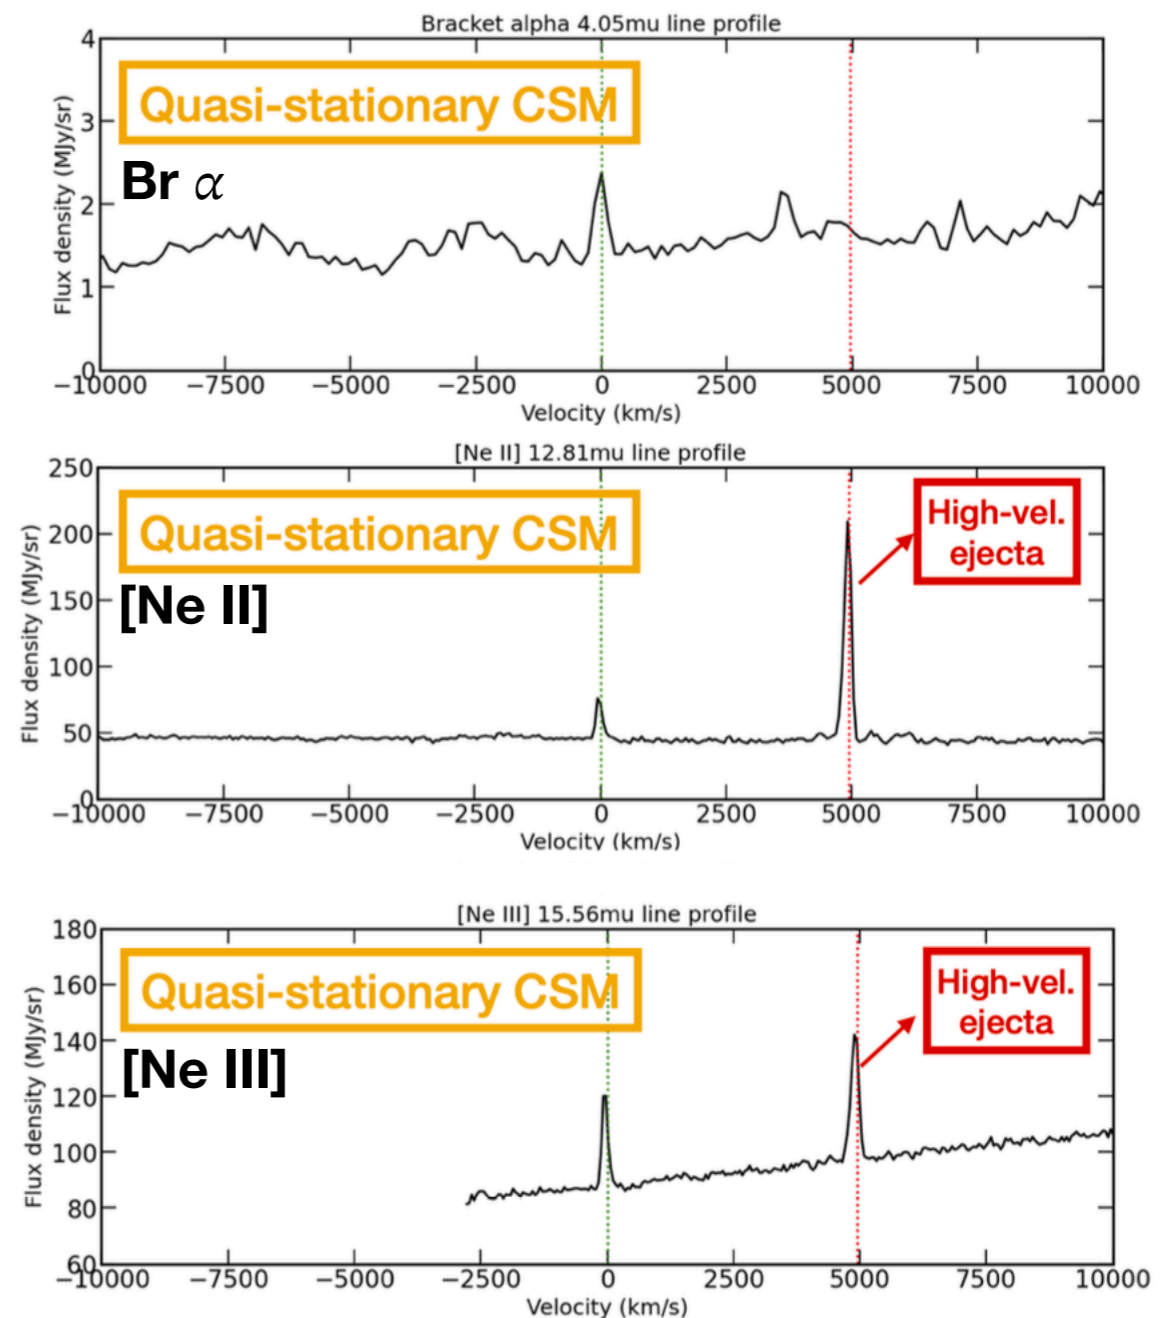 Bracket alpha 4.05mu line profile
4
3
2
1
0
Flux density (MJy/sr)
Quasi-stationary CSM
Br α
−10000 −7500 −5000 −2500 0 2500 5000 7500 10000
Velocity (km/s)
[Ne II] 12.81mu line profile
250
200
150
100
50
0
Flux density (MJy/sr)
Quasi-stationary CSM
[Ne II]
High-vel.
ejecta
−10000 −7500 −5000 −2500 0 2500 5000 7500 10000
Velocity (km/s)
[Ne III] 15.56mu line profile
180
160
140
120
100
80
60
Flux density (MJy/sr)
Quasi-stationary CSM
[Ne III]
High-vel.
ejecta
−10000 −7500 −5000 −2500 0 2500 5000 7500 10000
Velocity (km/s)